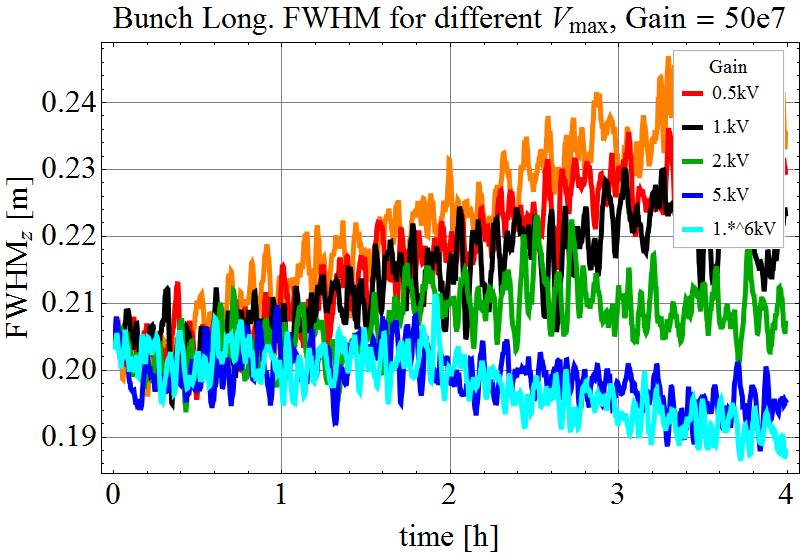 Bunch Long. FWHM for different Vmax, Gain = 50e7
Gain
0.5kV
1.kV
2.kV
5.kV
1.*^6kV
FWHMz [m]
0.24
0.23
0.22
0.21
0.20
0.19
0 1 2 3 4
time [h]